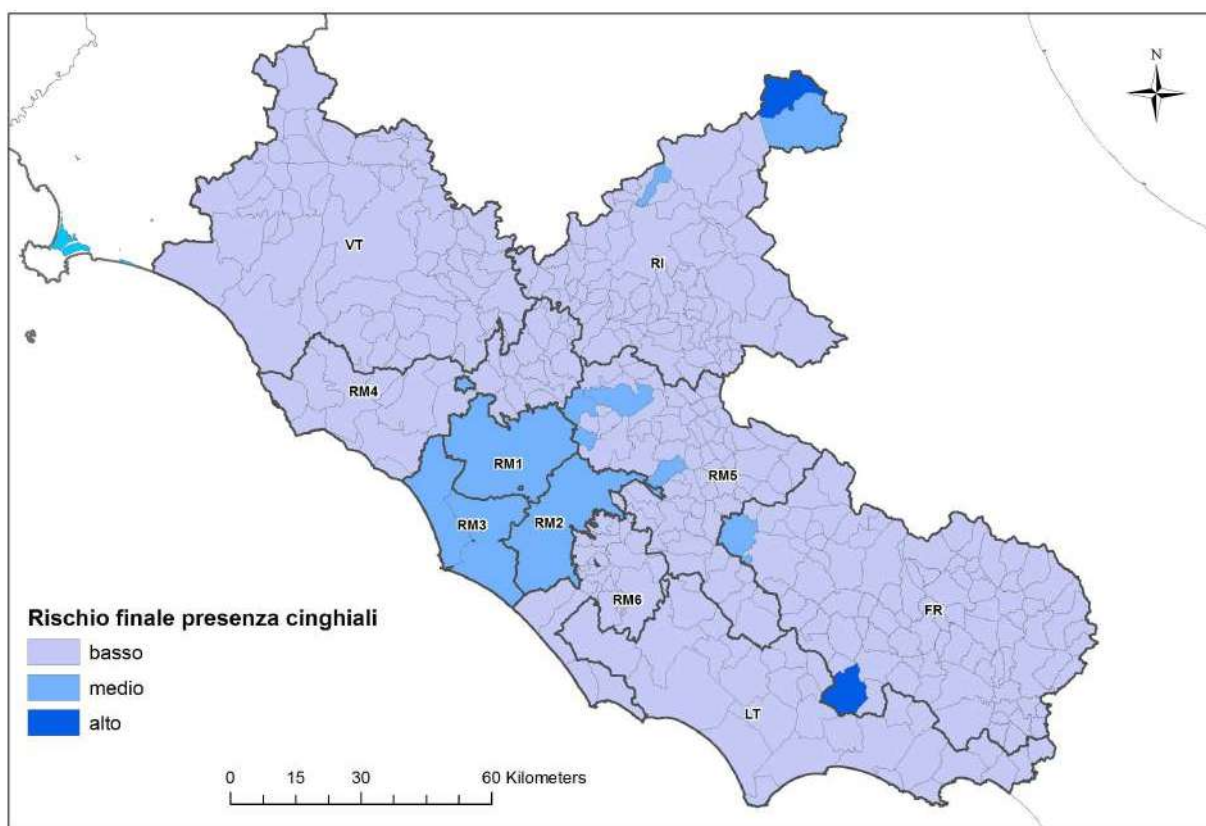 N
VT
RI
RM4
RM1
RM5
RM3
RM2
RM6
FR
LT
Rischio finale presenza cinghiali
basso
medio
alto
0 15 30 60 Kilometers